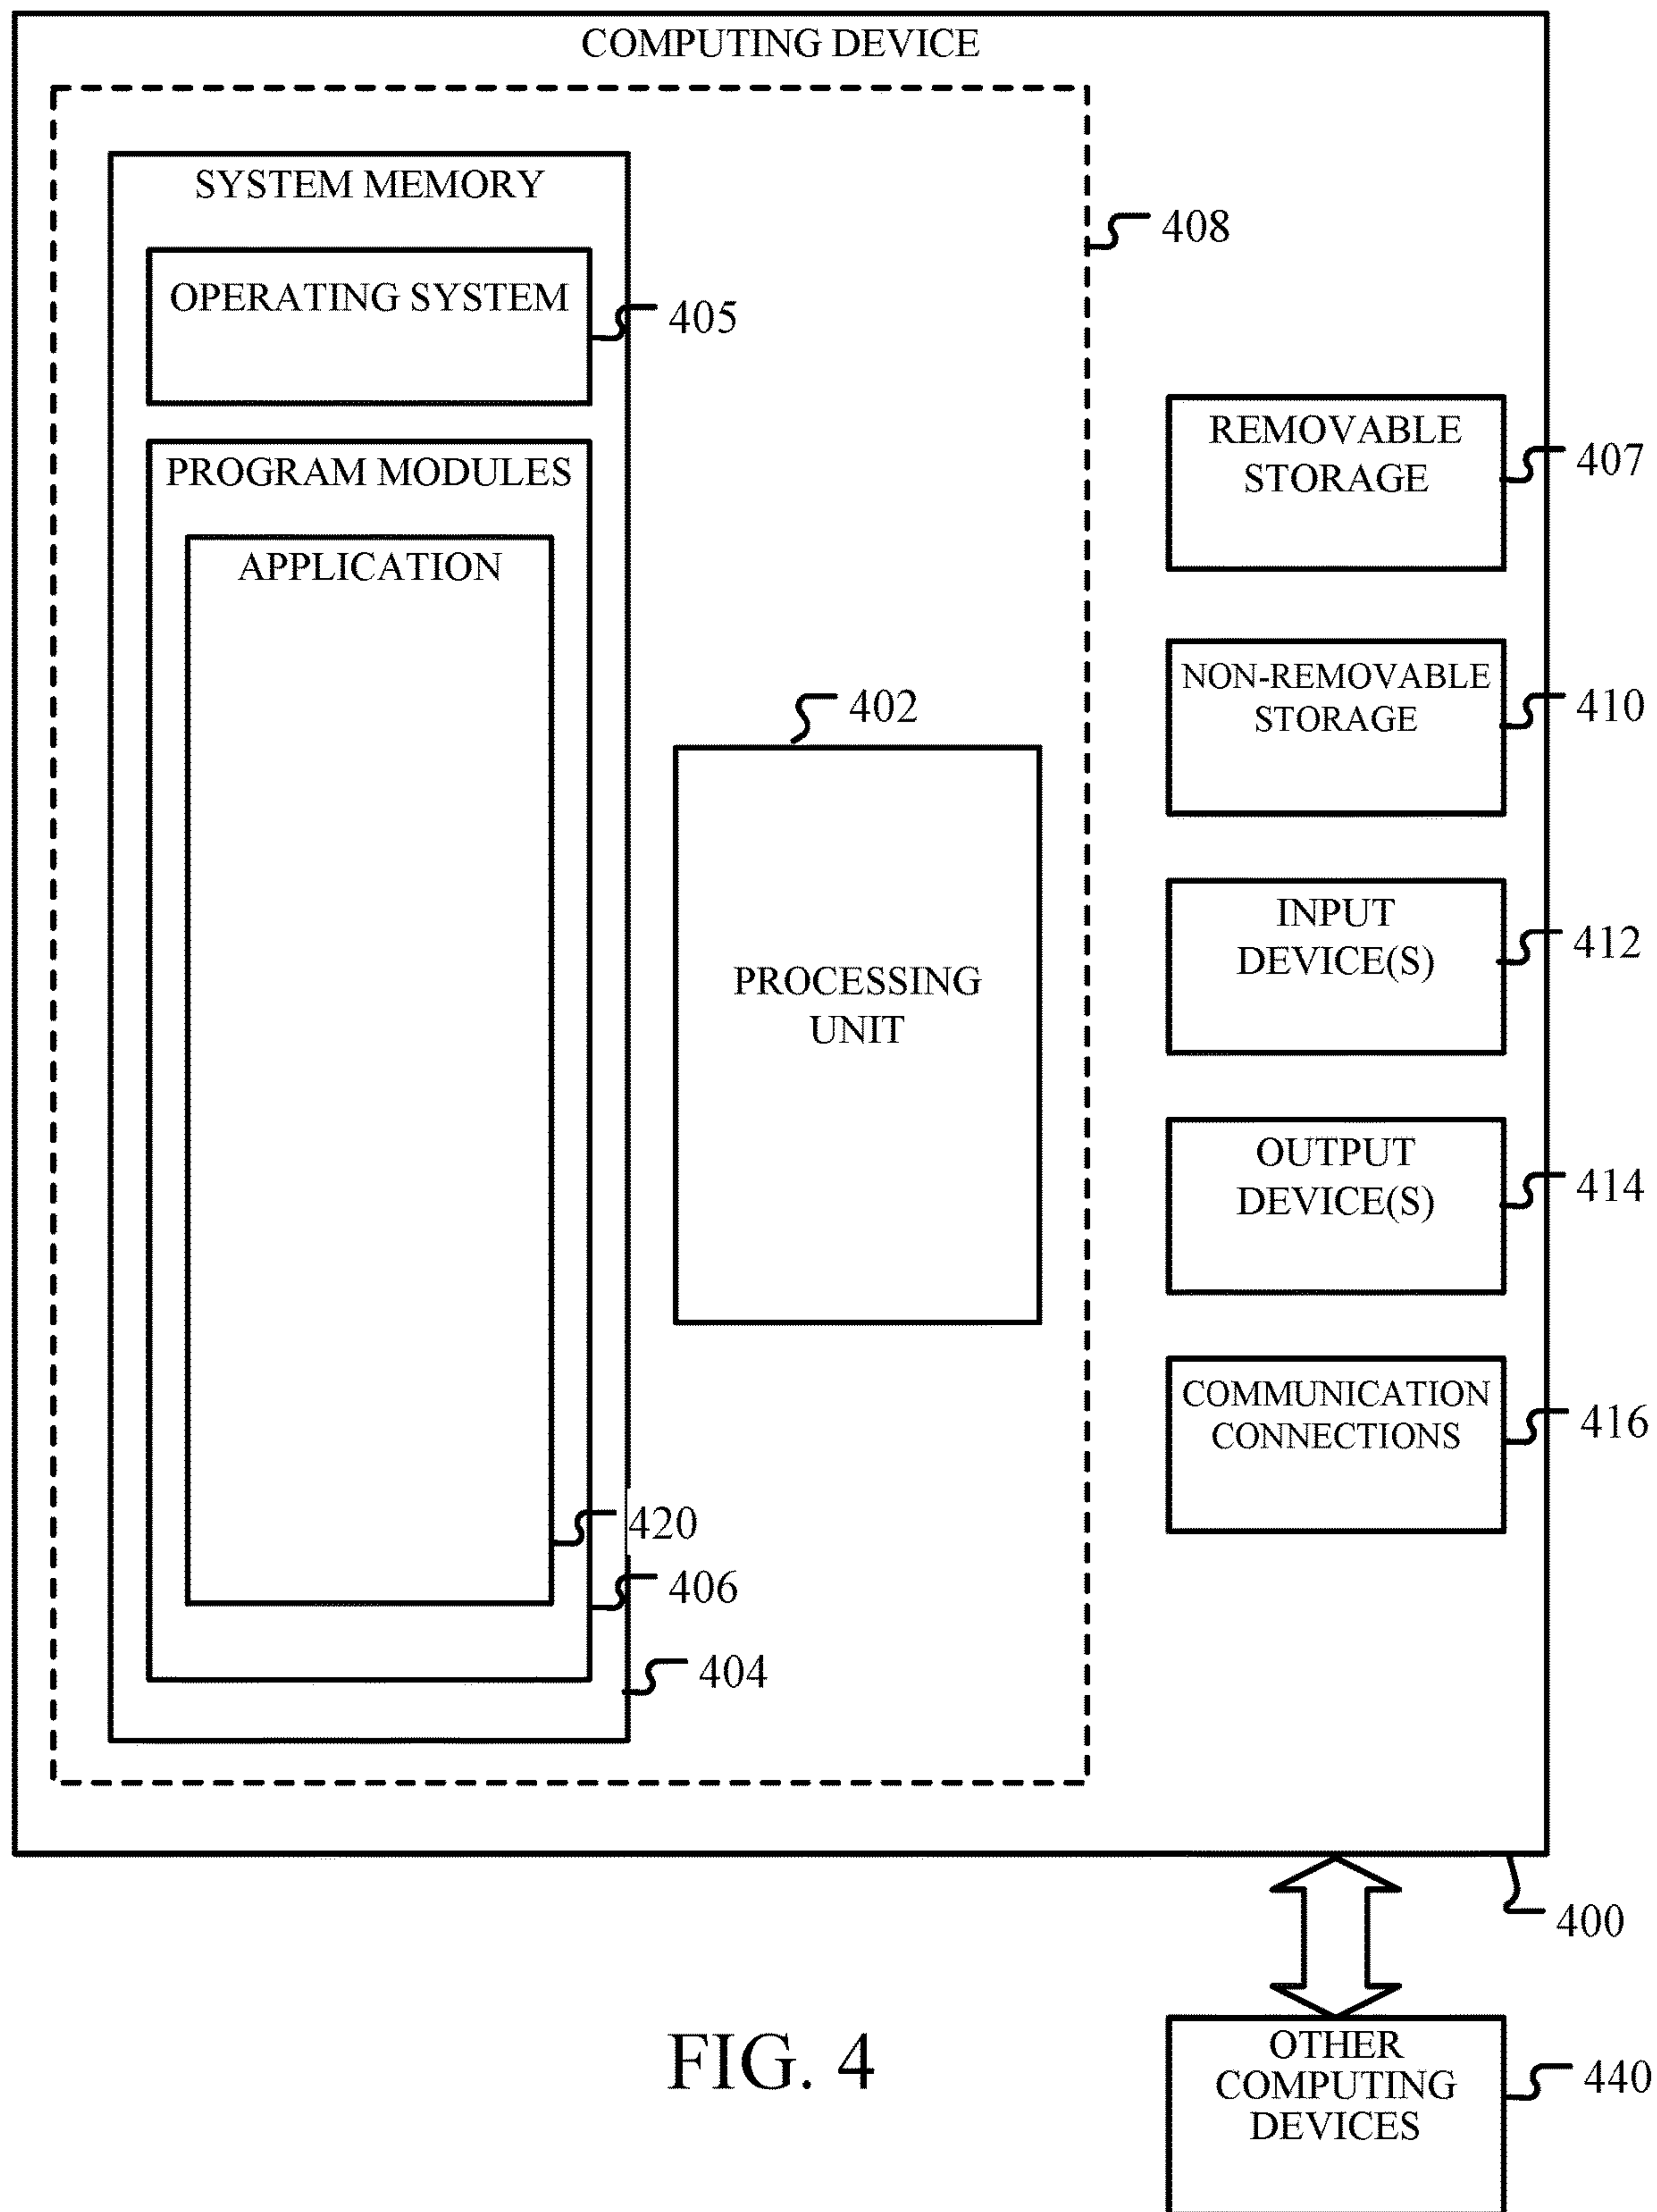 COMPUTING DEVICE
SYSTEM MEMORY
408
OPERATING SYSTEM
405
PROGRAM MODULES
APPLICATION
REMOVABLE
STORAGE
407
NON-REMOVABLE
STORAGE
410
402
PROCESSING
UNIT
INPUT
DEVICE(S)
412
OUTPUT
DEVICE(S)
414
COMMUNICATION
CONNECTIONS
416
420
406
404
400
OTHER
COMPUTING
DEVICES
440
FIG. 4